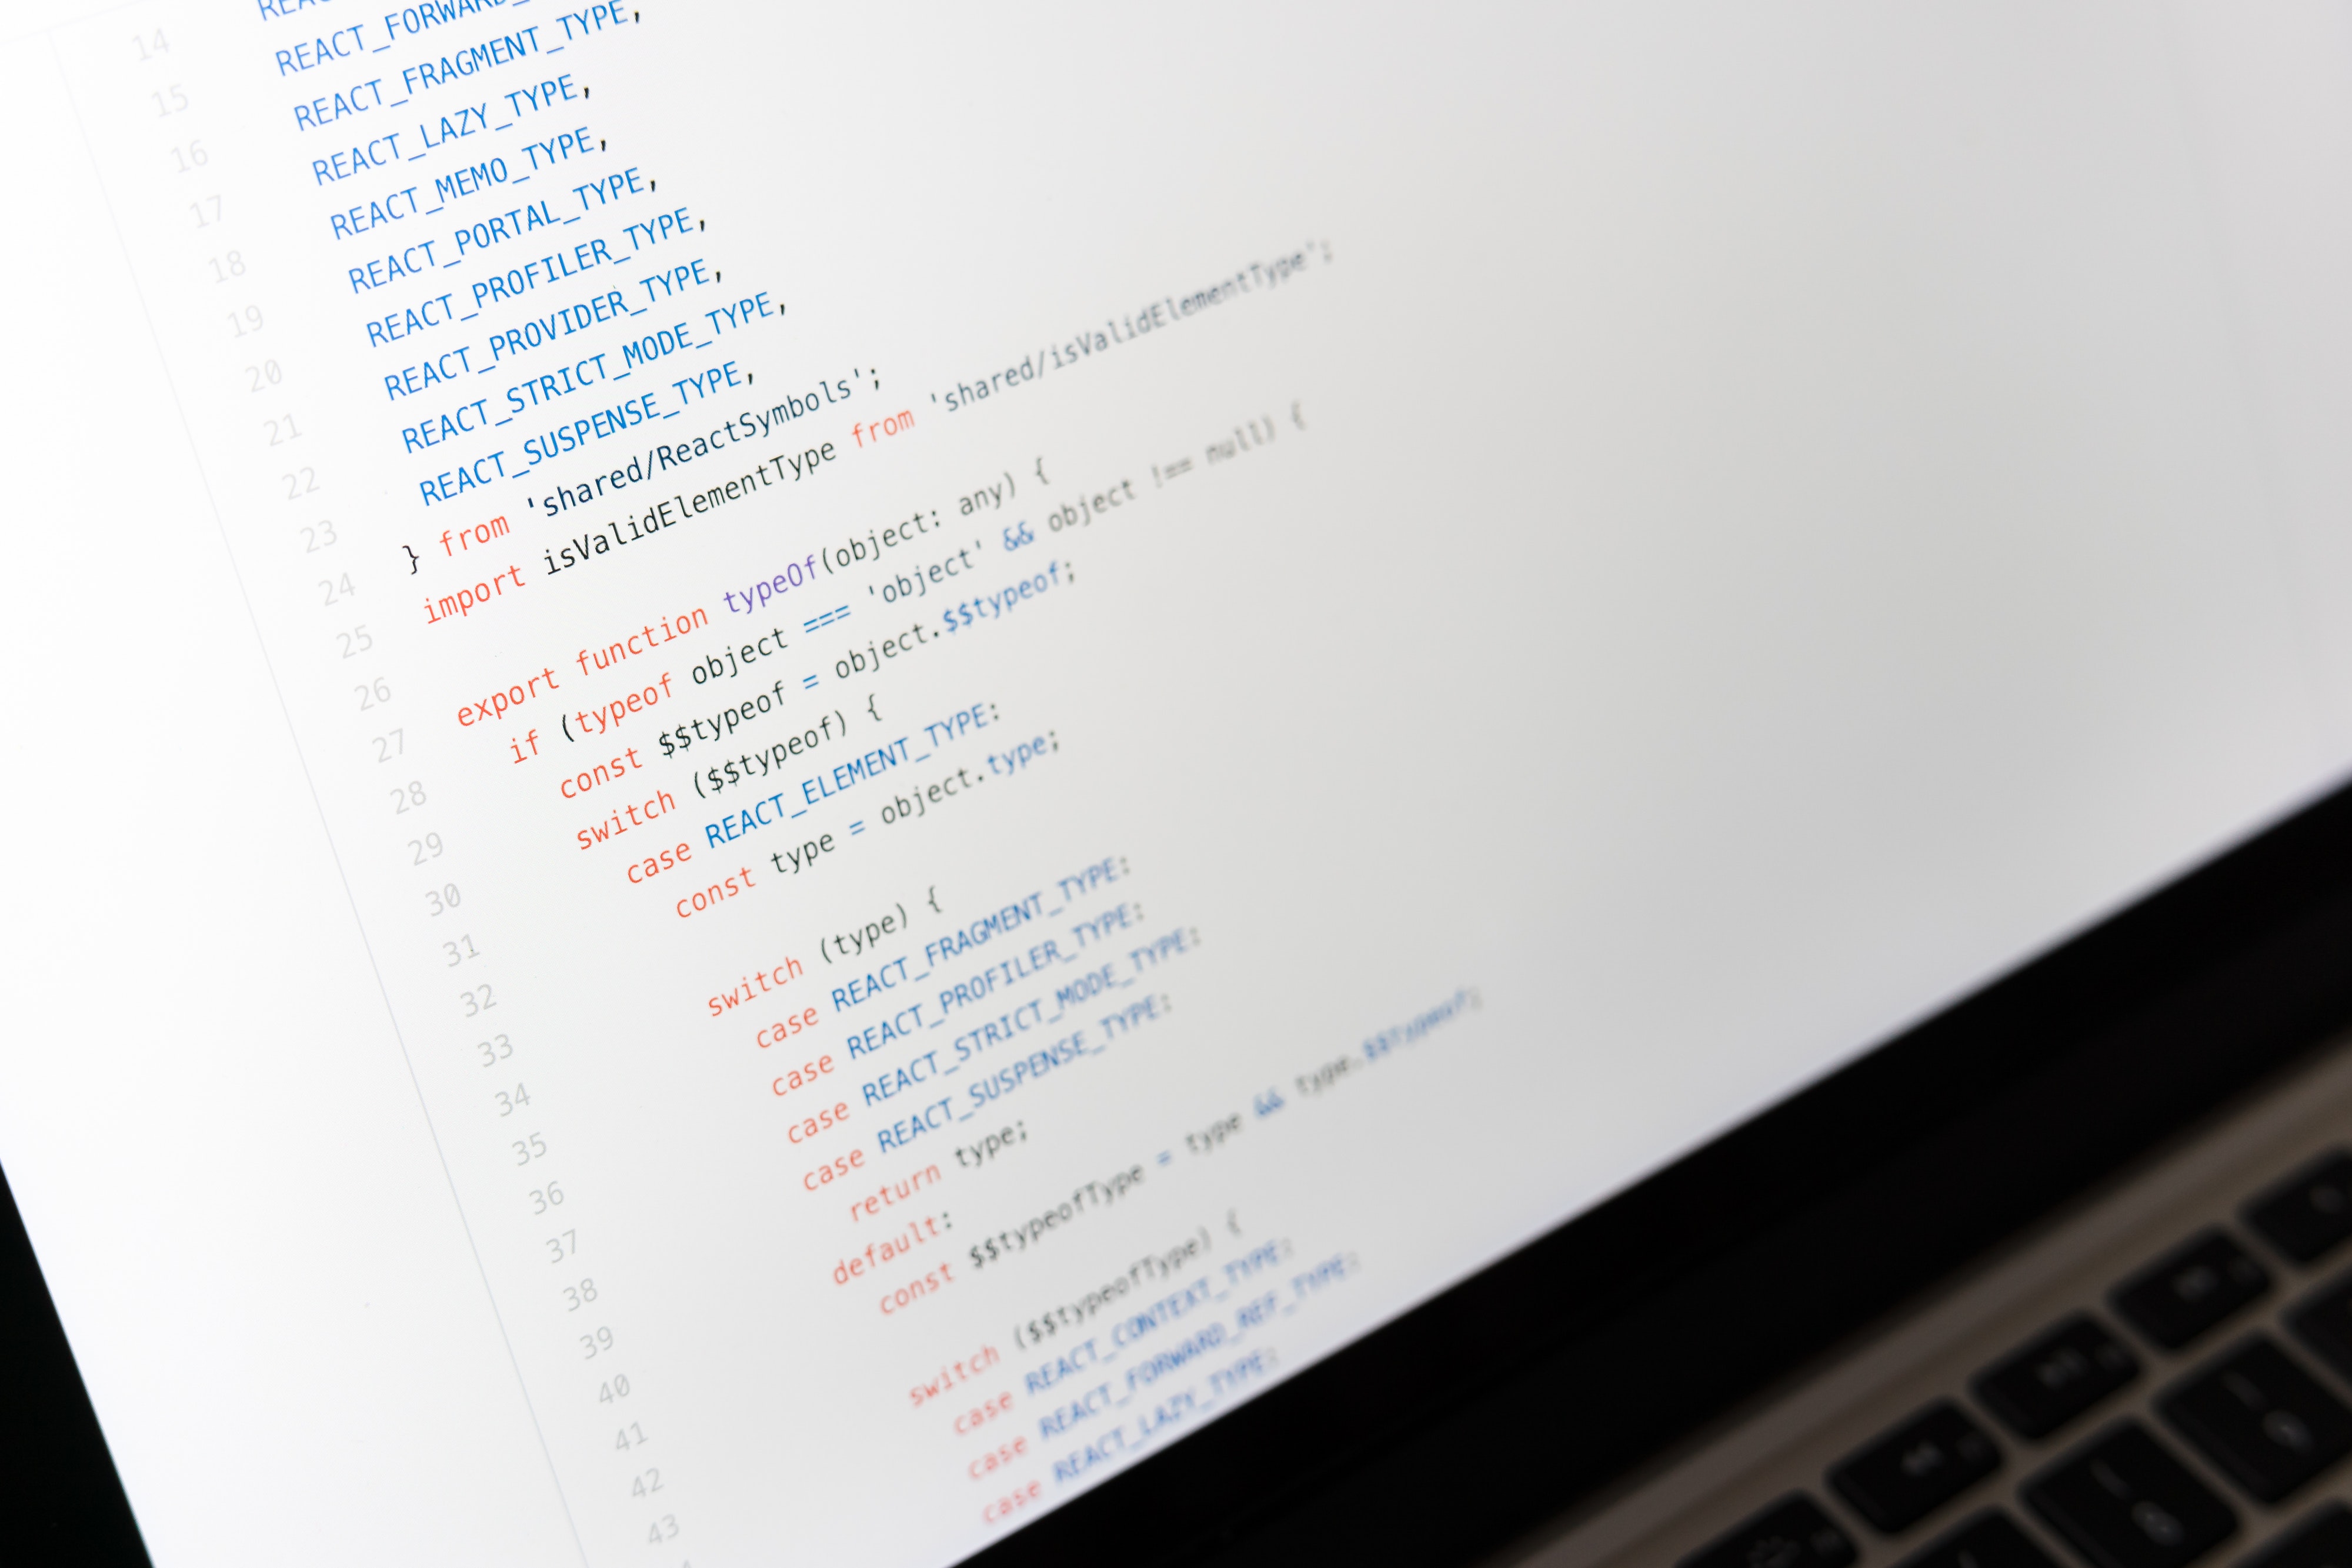 14
15 REACT_FORWARD_
16 REACT_FRAGMENT_TYPE,
17 REACT_LAZY_TYPE,
18 REACT_MEMO_TYPE,
19 REACT_PORTAL_TYPE,
20 REACT_PROFILER_TYPE,
21 REACT_PROVIDER_TYPE,
22 REACT_STRICT_MODE_TYPE,
23 REACT_SUSPENSE_TYPE,
24 } from 'shared/ReactSymbols';
25 import isValidElementType from 'shared/isValidElementType';
26
27 export function typeOf(object: any) {
28 if (typeof object === 'object' && object !== null) {
29 const $$typeof = object.$$typeof;
30 switch ($$typeof) {
31 case REACT_ELEMENT_TYPE:
32 const type = object.type;
33
34 switch (type) {
35 case REACT_FRAGMENT_TYPE:
36 case REACT_PROFILER_TYPE:
37 case REACT_STRICT_MODE_TYPE:
38 case REACT_SUSPENSE_TYPE:
39 return type;
40 default:
41 const $$typeofType = type && type.$$typeof;
42
43 switch ($$typeofType) {
case REACT_CONTEXT_TYPE:
case REACT_FORWARD_REF_TYPE:
case REACT_LAZY_TYPE: